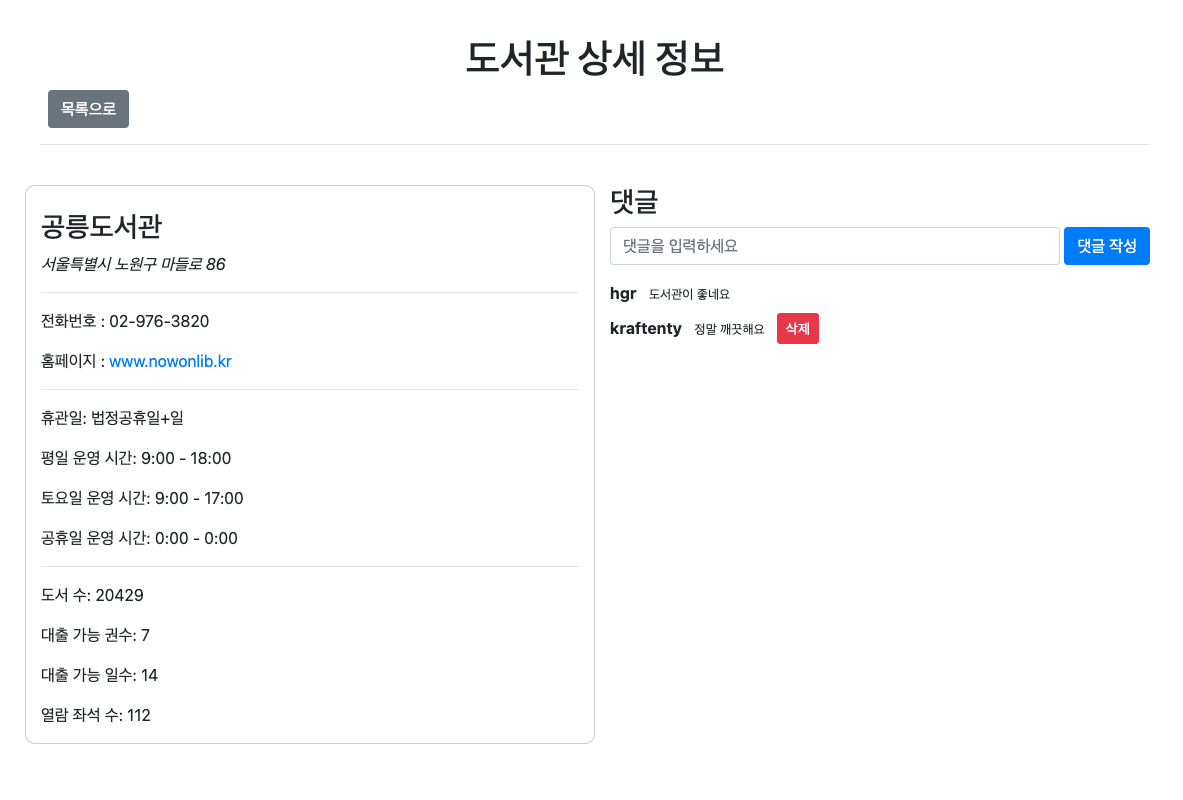 도서관 상세 정보
목록으로
공릉도서관
서울특별시 노원구 마들로 86
전화번호 : 02-976-3820
홈페이지 : www.nowonlib.kr
휴관일: 법정공휴일+일
평일 운영 시간: 9:00 - 18:00
토요일 운영 시간: 9:00 - 17:00
공휴일 운영 시간: 0:00 - 0:00
도서 수: 20429
대출 가능 권수: 7
대출 가능 일수: 14
열람 좌석 수: 112
댓글
댓글을 입력하세요 댓글 작성
hgr 도서관이 좋네요
kraftenty 정말 깨끗해요 삭제